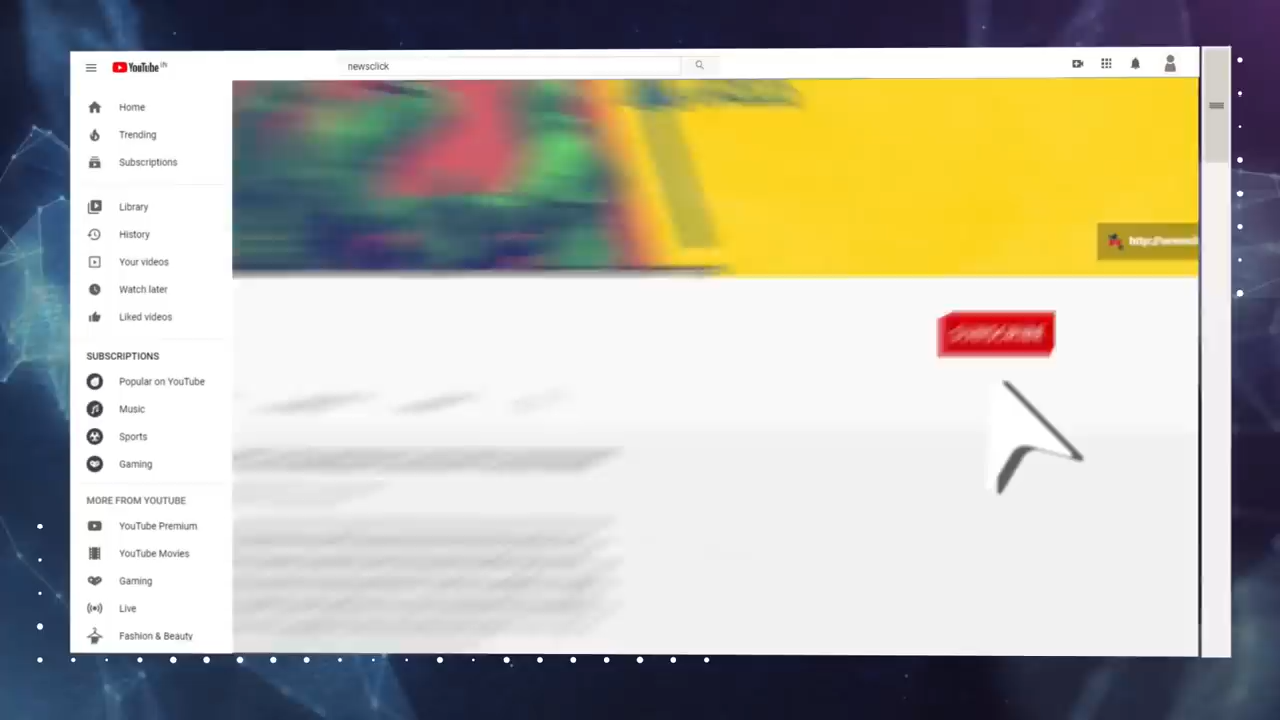 YouTube IN
newsclick
Home
Trending
Subscriptions
Library
History
Your videos
Watch later
Liked videos
SUBSCRIPTIONS
Popular on YouTube
Music
Sports
Gaming
MORE FROM YOUTUBE
YouTube Premium
YouTube Movies
Gaming
Live
Fashion & Beauty
SUBSCRIBE